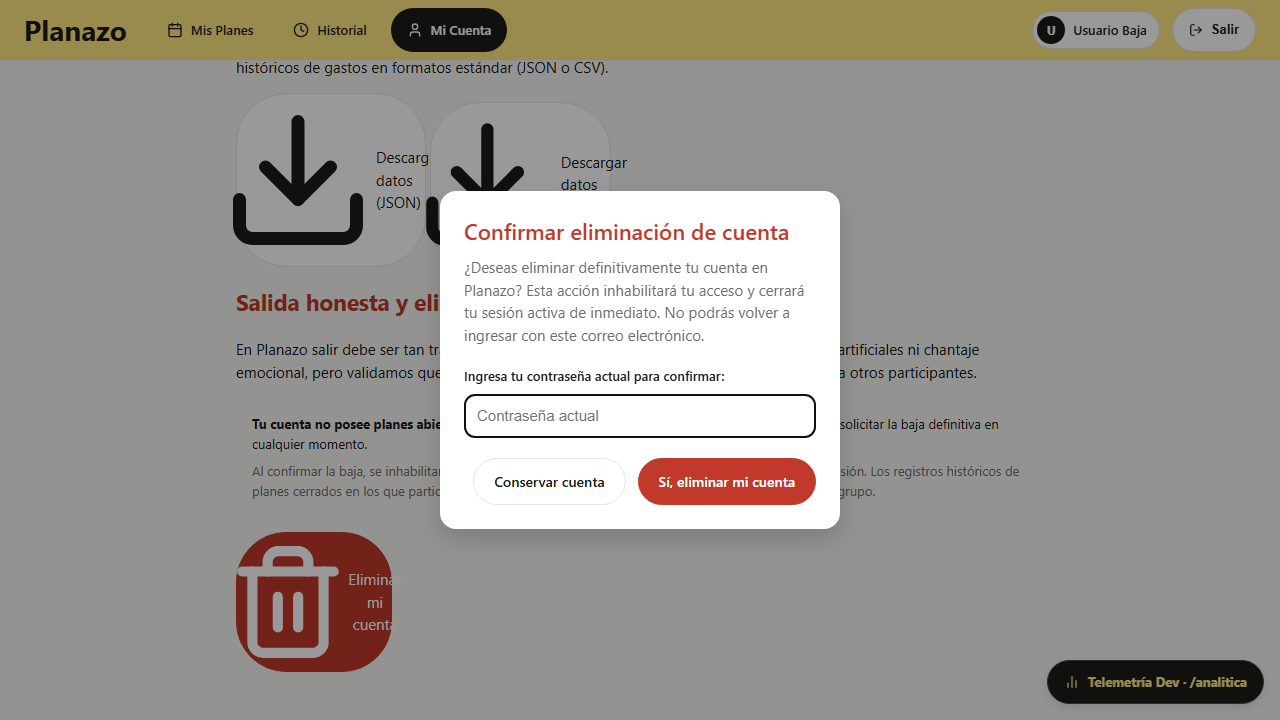 Planazo
Mis Planes
Historial
Mi Cuenta
U
Usuario Baja
Salir
históricos de gastos en formatos estándar (JSON o CSV).
Descarg
datos
(JSON)
Descargar
datos
Salida honesta y eli
En Planazo salir debe ser tan tr
artificiales ni chantaje
emocional, pero validamos que
a otros participantes.
Tu cuenta no posee planes abie
solicitar la baja definitiva en
cualquier momento.
Al confirmar la baja, se inhabilita
sión. Los registros históricos de
planes cerrados en los que partic
grupo.
Elimina
mi
cuenta
Confirmar eliminación de cuenta
¿Deseas eliminar definitivamente tu cuenta en
Planazo? Esta acción inhabilitará tu acceso y cerrará
tu sesión activa de inmediato. No podrás volver a
ingresar con este correo electrónico.
Ingresa tu contraseña actual para confirmar:
Contraseña actual
Conservar cuenta
Sí, eliminar mi cuenta
Telemetría Dev · /analitica